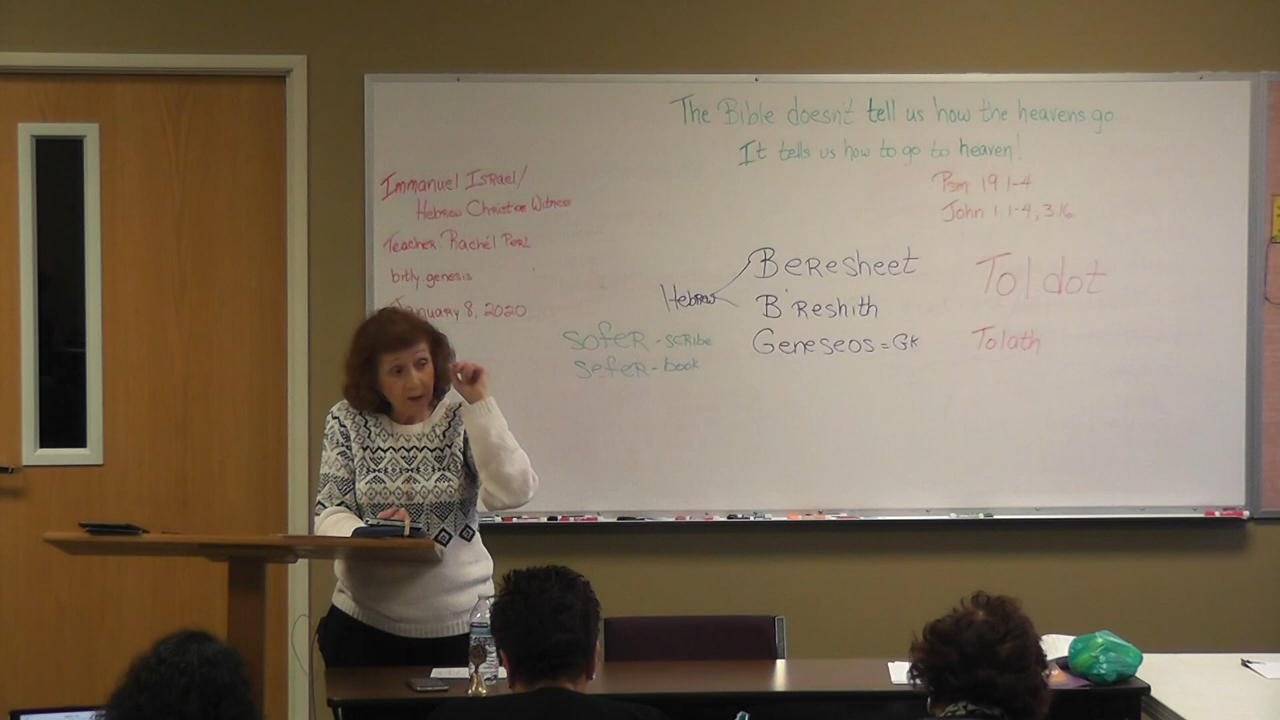 The Bible doesn't tell us how the heavens go
It tells us how to go to heaven!
Immanuel Israel/
Hebrew Christian Witness
Teacher: Rachel Perl
bitly.genesis
January 8, 2020
Psm 19 1-4
John 1 1-4, 3:16
Hebrew
Beresheet
B'Reshith
Geneseos = GK
sofer - scribe
sefer - book
Toldot
Tolath